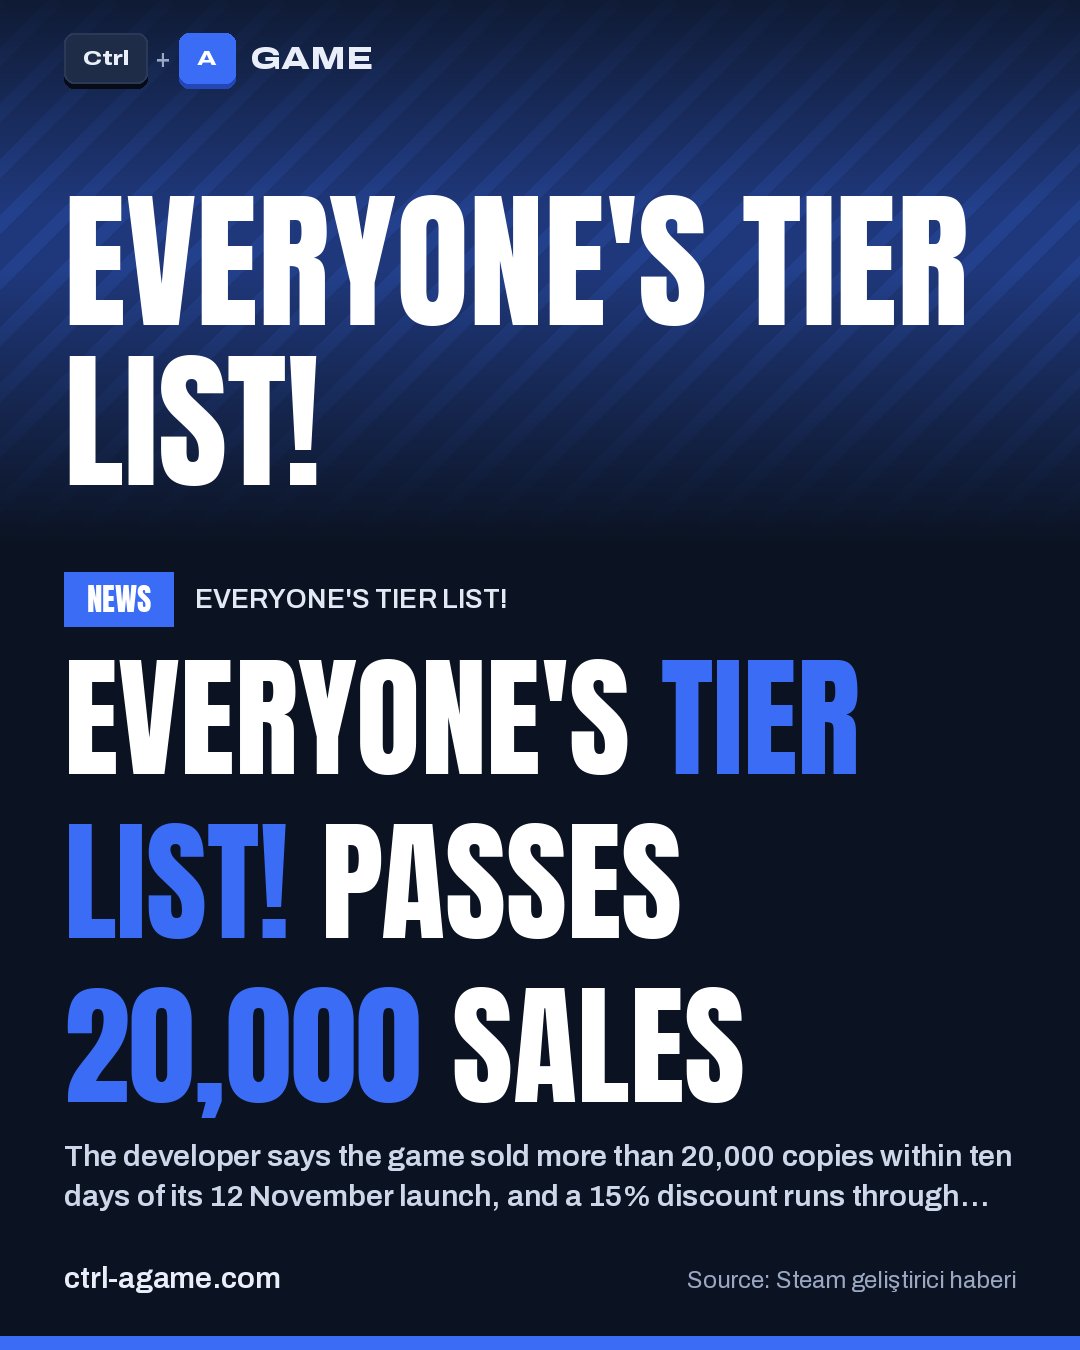 Ctrl + A GAME
EVERYONE'S TIER
LIST!
NEWS EVERYONE'S TIER LIST!
EVERYONE'S TIER
LIST! PASSES
20,000 SALES
The developer says the game sold more than 20,000 copies within ten
days of its 12 November launch, and a 15% discount runs through...
ctrl-agame.com
Source: Steam geliştirici haberi